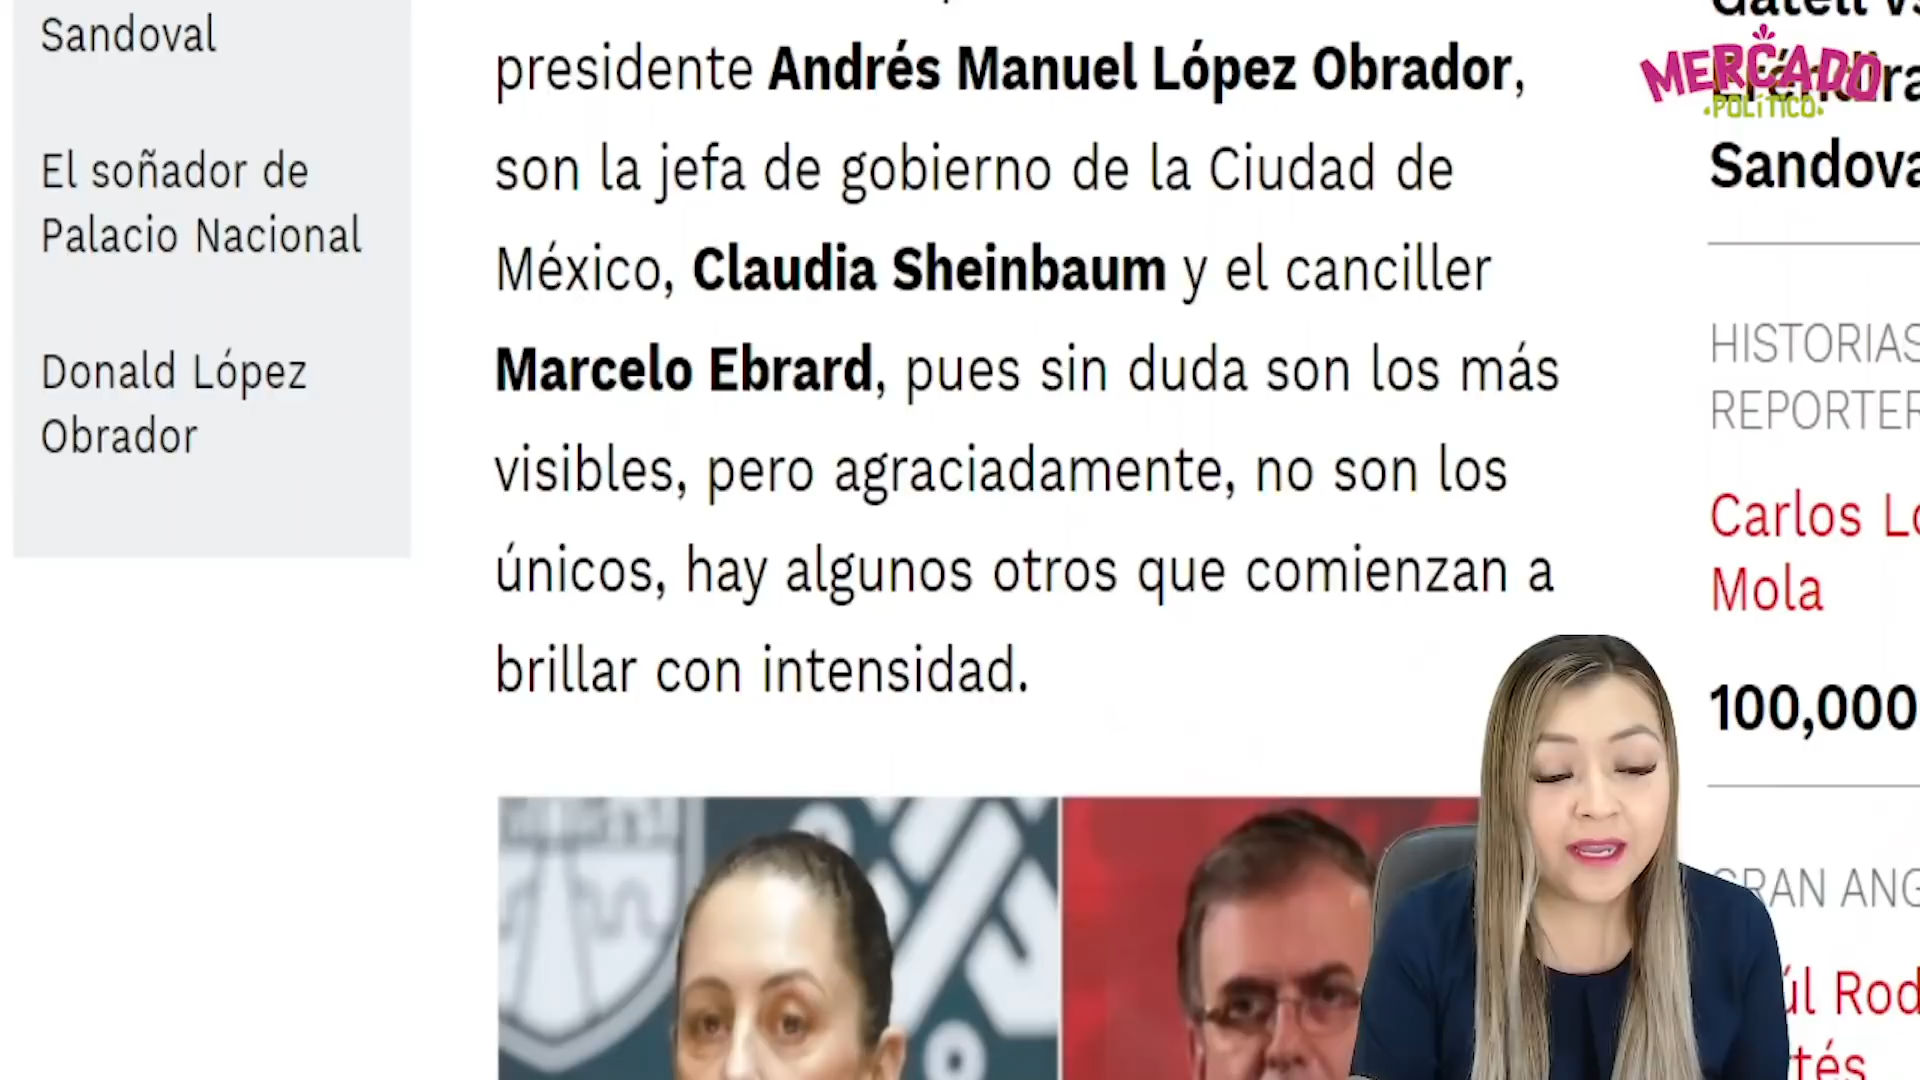 Sandoval
El soñador de
Palacio Nacional
Donald López
Obrador
presidente Andrés Manuel López Obrador,
son la jefa de gobierno de la Ciudad de
México, Claudia Sheinbaum y el canciller
Marcelo Ebrard, pues sin duda son los más
visibles, pero agraciadamente, no son los
únicos, hay algunos otros que comienzan a
brillar con intensidad.
MERCADO
POLÍTICO
Sandova
HISTORIAS
REPORTER
Carlos Lo
Mola
100,000
RAN ANG
úl Rod
tés